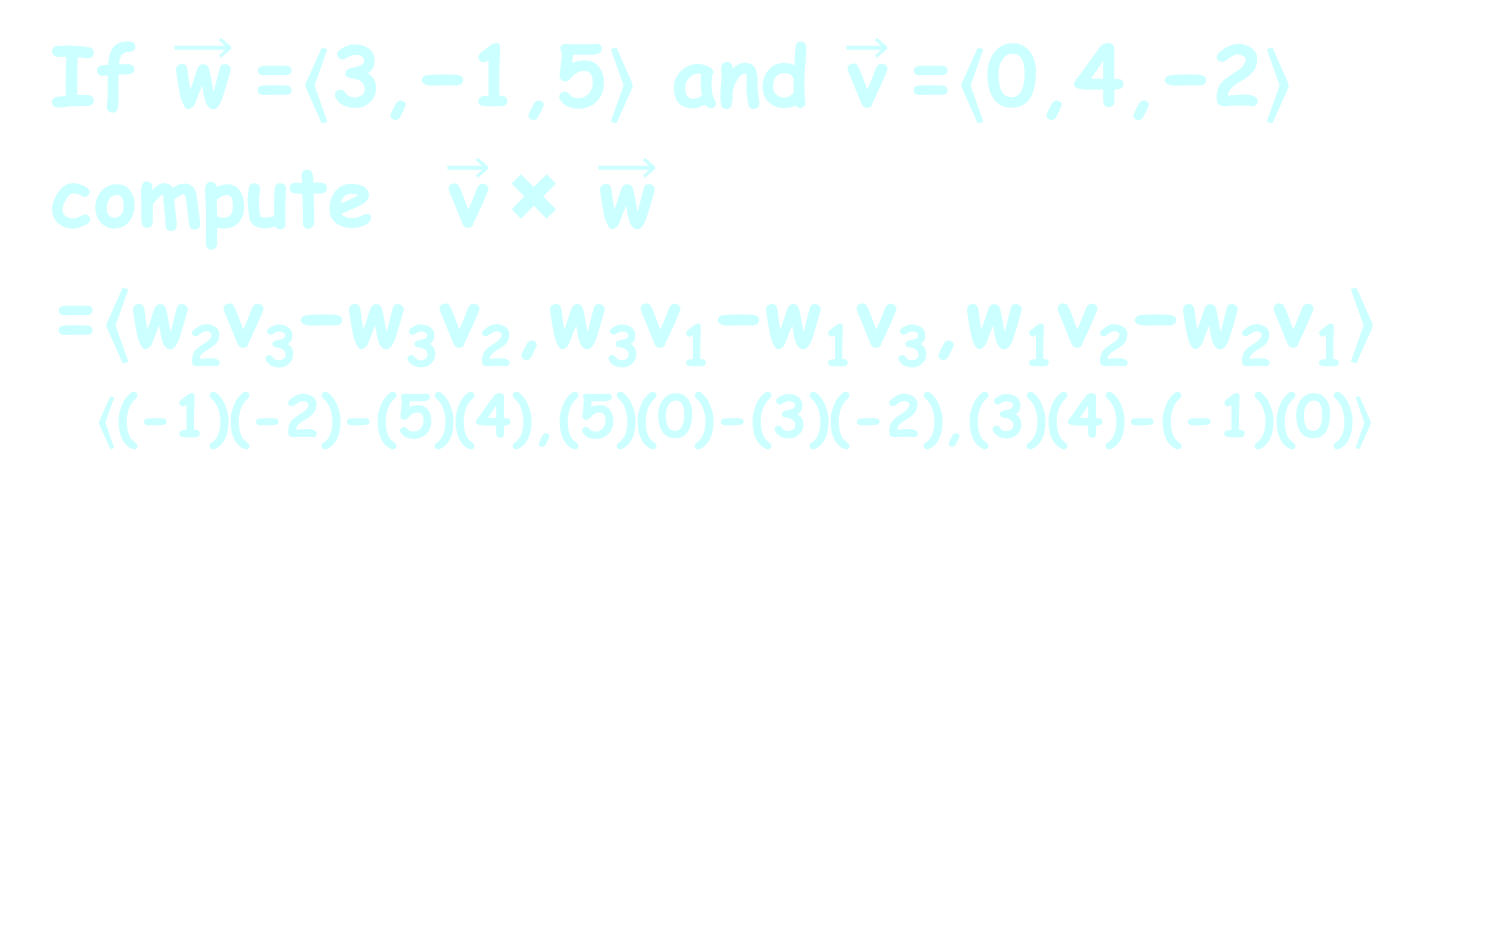 If w⃗ =⟨3,−1,5⟩ and v⃗ =⟨0,4,−2⟩
compute v⃗ × w⃗
=⟨w₂v₃−w₃v₂,w₃v₁−w₁v₃,w₁v₂−w₂v₁⟩
⟨(-1)(-2)-(5)(4),(5)(0)-(3)(-2),(3)(4)-(-1)(0)⟩